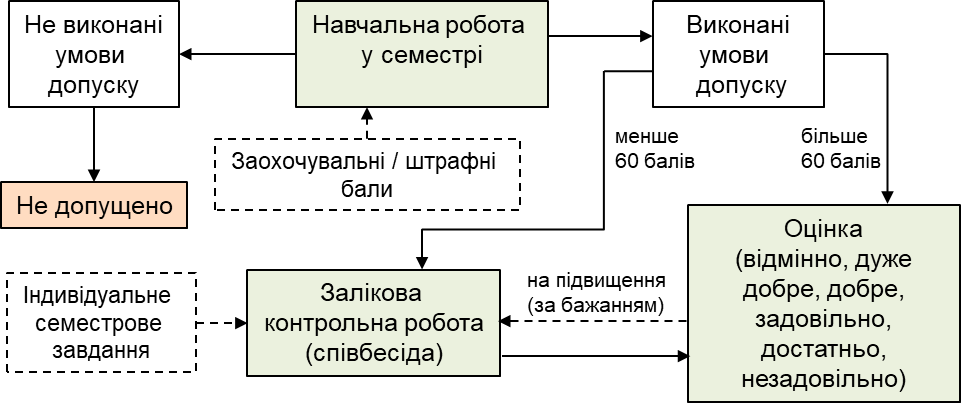 Не виконані
умови
допуску
Навчальна робота
у семестрі
Виконані
умови
допуску
Заохочувальні / штрафні
бали
менше
60 балів
більше
60 балів
Не допущено
Індивідуальне
семестрове
завдання
Залікова
контрольна робота
(співбесіда)
на підвищення
(за бажанням)
Оцінка
(відмінно, дуже
добре, добре,
задовільно,
достатньо,
незадовільно)